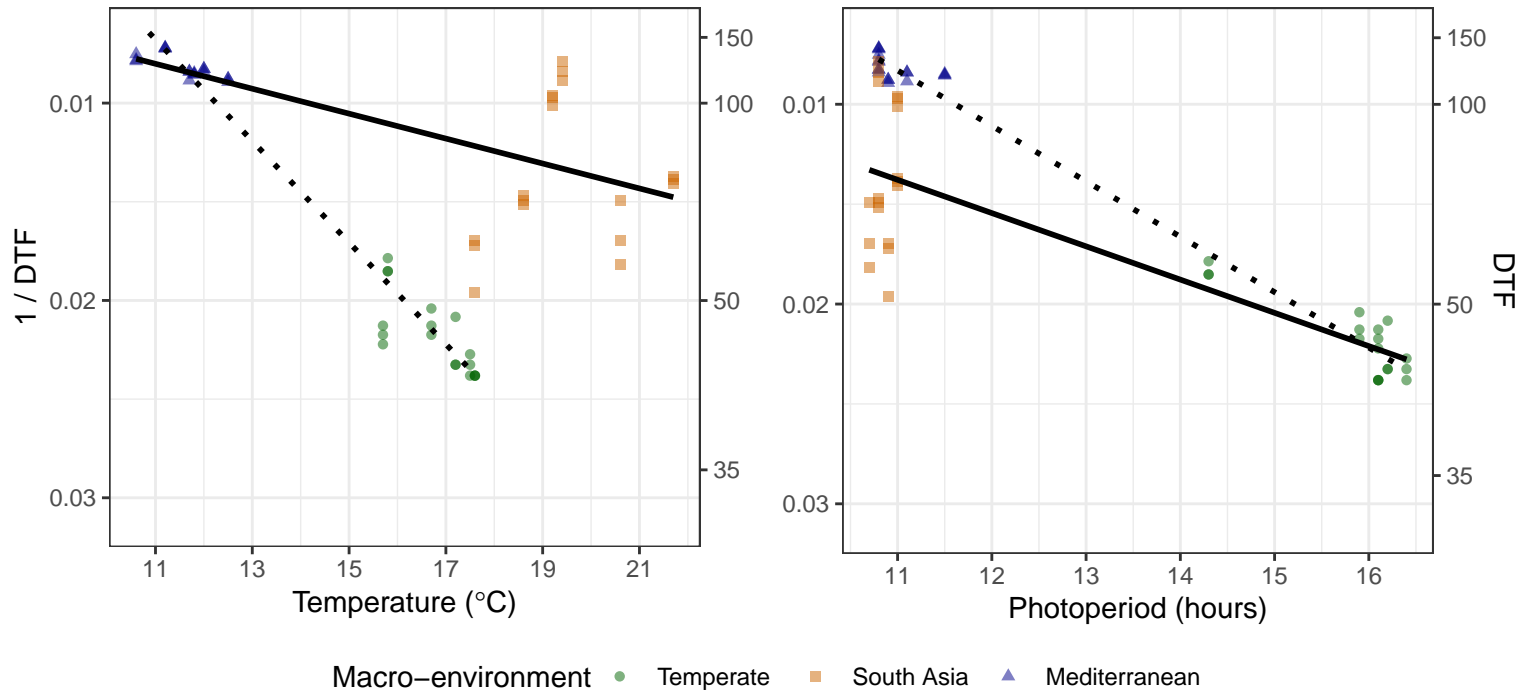 1 / DTF
0.01
0.02
0.03
150
100
50
35
11 13 15 17 19 21
Temperature (°C)
0.01
0.02
0.03
150
100
50
35
DTF
11 12 13 14 15 16
Photoperiod (hours)
Macro−environment Temperate South Asia Mediterranean